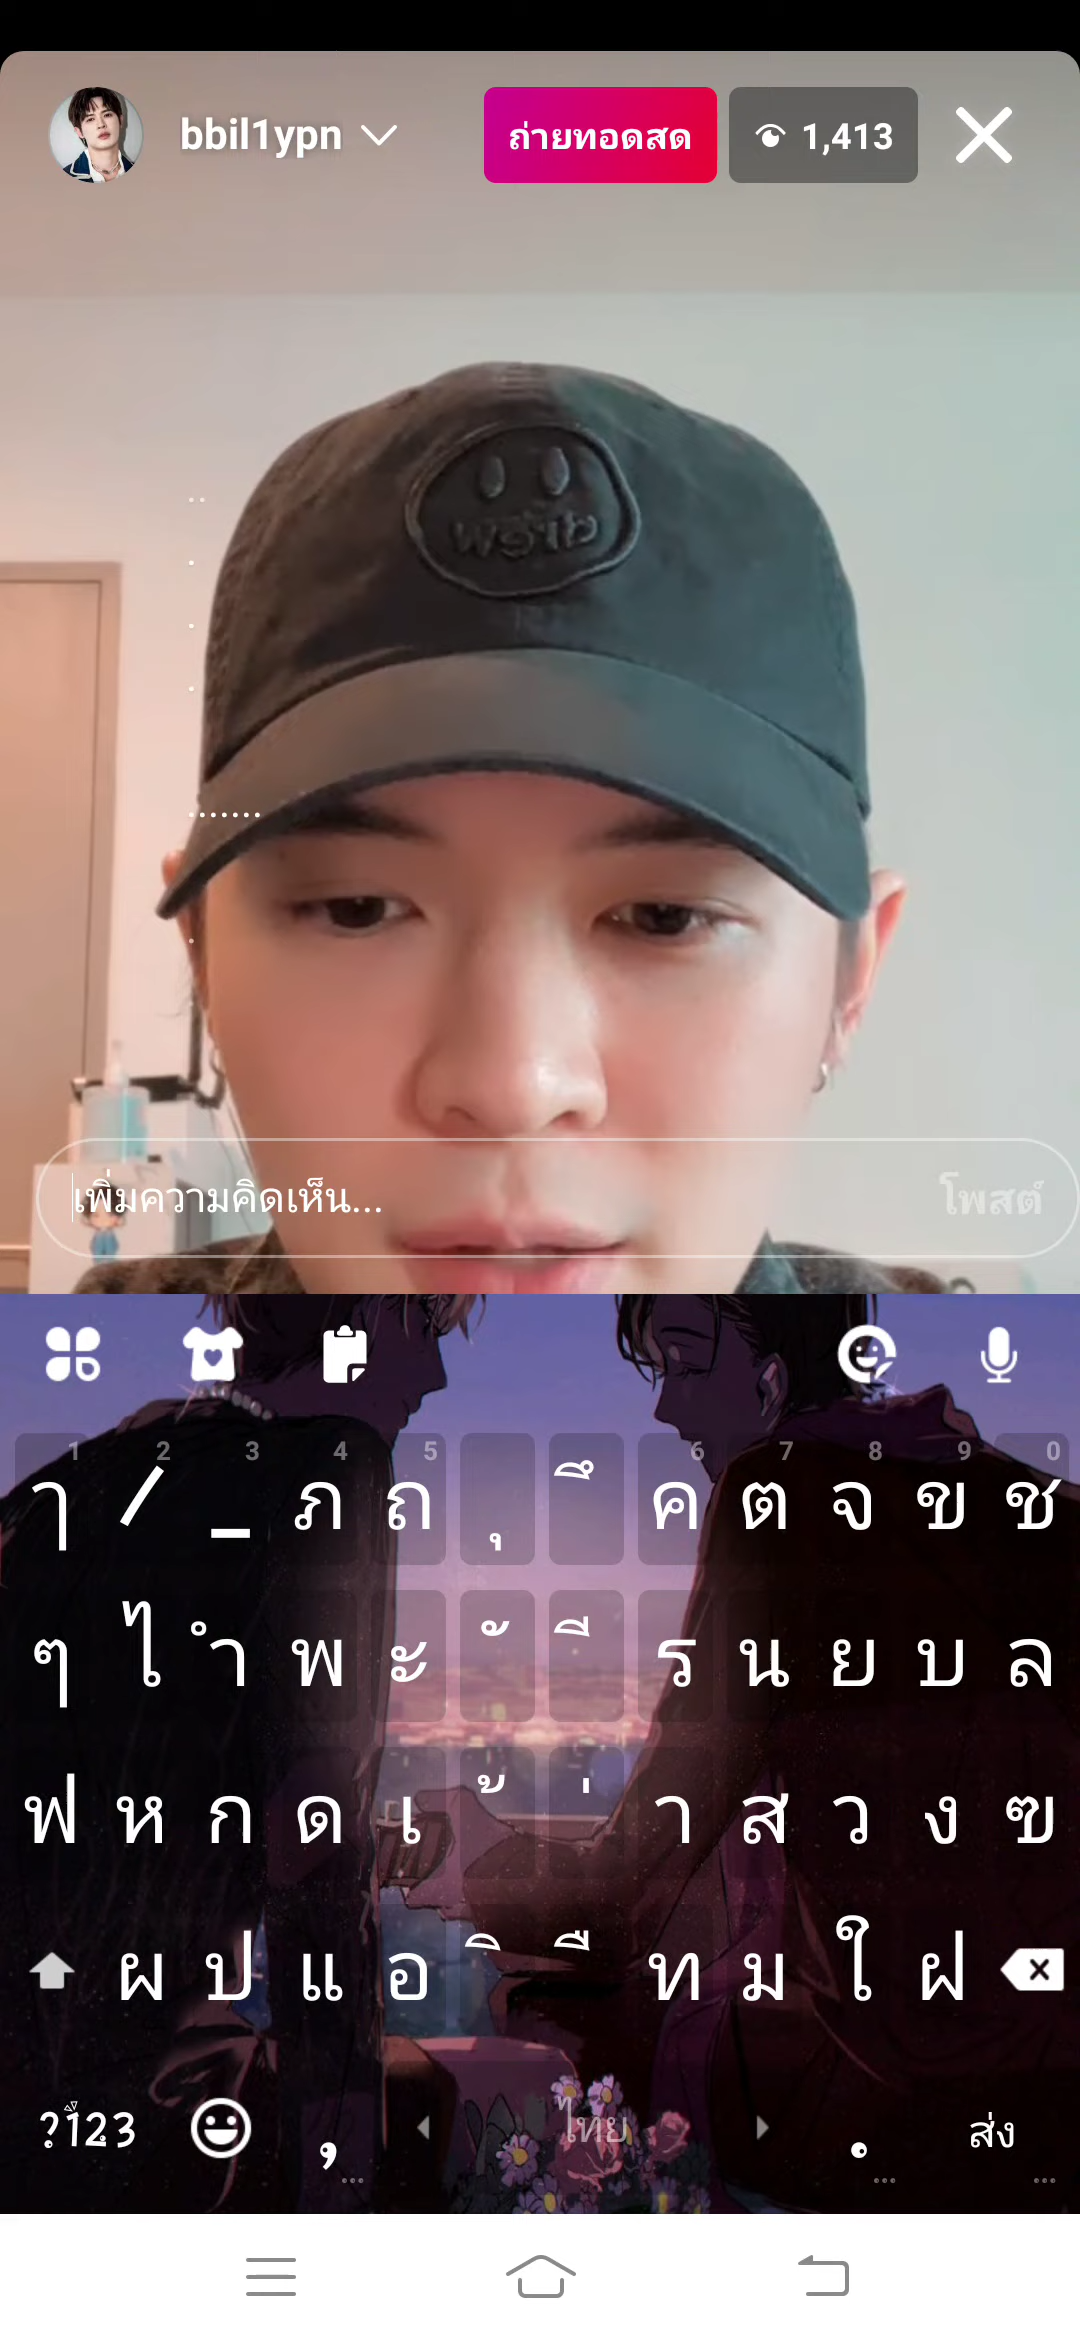 bbil1ypn
ถ่ายทอดสด
1,413
..
.
.
.
.......
.
เพิ่มความคิดเห็น...
โพสต์
1 2 3 4 5 6 7 8 9 0
ๅ / _ ภ ถ ุ ึ ค ต จ ข ช
ๆ ไ ำ พ ะ ั ี ร น ย บ ล
ฟ ห ก ด เ ้ ่ า ส ว ง ฃ
ผ ป แ อ ิ ื ท ม ใ ฝ
?123 , ไทย . ส่ง